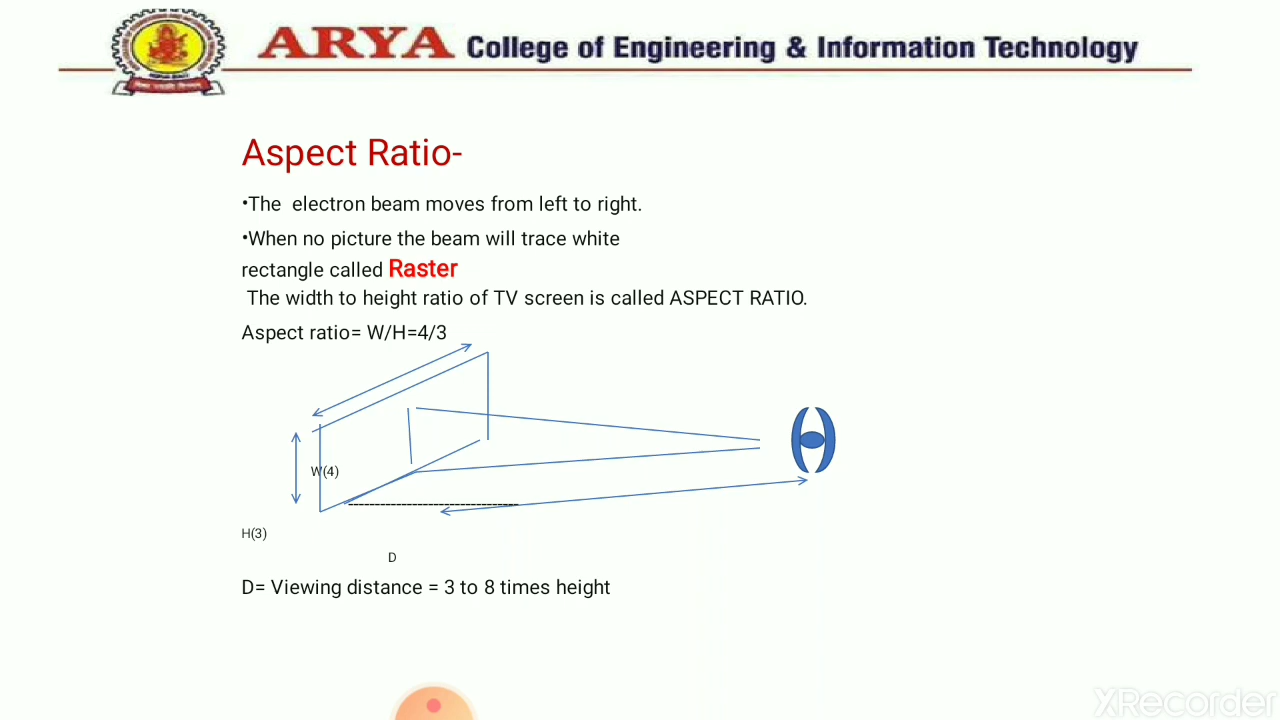 ARYA College of Engineering & Information Technology
Aspect Ratio-
•The electron beam moves from left to right.
•When no picture the beam will trace white
rectangle called Raster
The width to height ratio of TV screen is called ASPECT RATIO.
Aspect ratio= W/H=4/3
W(4)
H(3)
D
D= Viewing distance = 3 to 8 times height
XRecorder